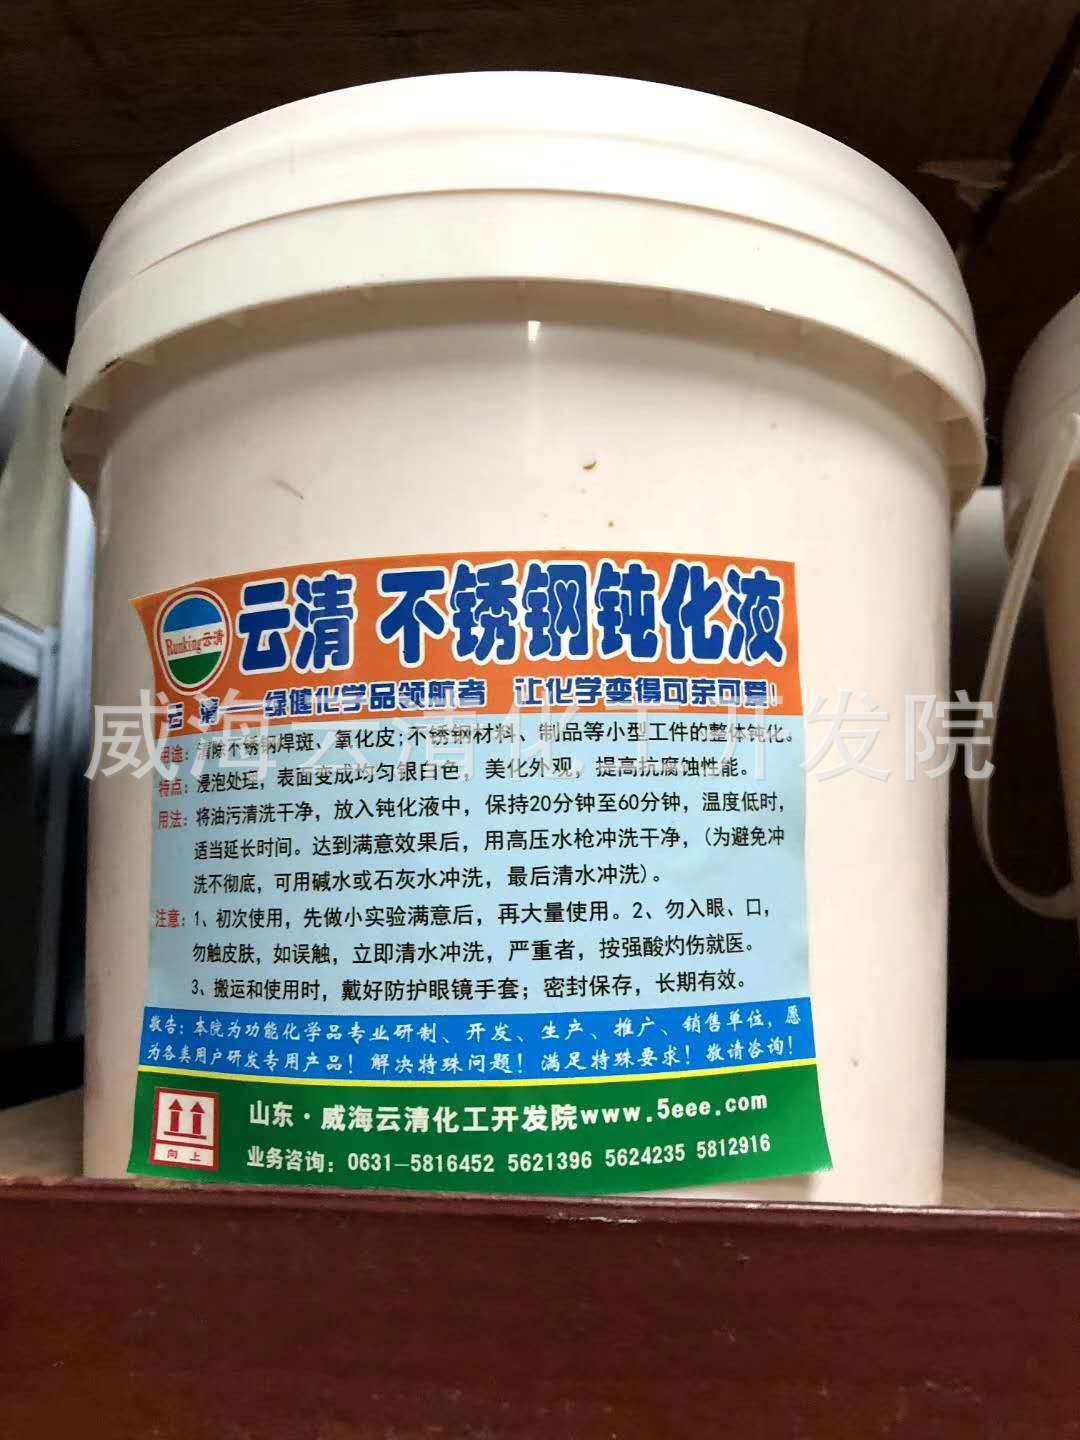 Runking云清
云清 不锈钢钝化液
云 清—绿健化学品领航者 让化学变得可亲可爱!
威海云清化工开发院
用途：清除不锈钢焊斑、氧化皮;不锈钢材料、制品等小型工件的整体钝化。
特点：浸泡处理，表面变成均匀银白色，美化外观，提高抗腐蚀性能。
用法：将油污清洗干净，放入钝化液中，保持20分钟至60分钟，温度低时，
适当延长时间。达到满意效果后，用高压水枪冲洗干净，(为避免冲
洗不彻底，可用碱水或石灰水冲洗，最后清水冲洗)。
注意：1、初次使用，先做小实验满意后，再大量使用。2、勿入眼、口，
勿触皮肤，如误触，立即清水冲洗，严重者，按强酸灼伤就医。
3、搬运和使用时，戴好防护眼镜手套；密封保存，长期有效。
敬告：本院为功能化学品专业研制、开发、生产、推广、销售单位，愿
为各类用户研发专用产品！解决特殊问题！满足特殊要求！敬请咨询！
向上
山东·威海云清化工开发院www.5eee.com
业务咨询：0631-5816452 5621396 5624235 5812916